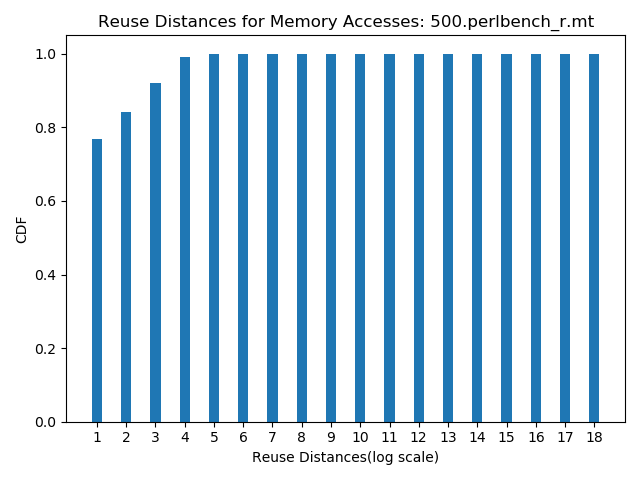 Reuse Distances for Memory Accesses: 500.perlbench_r.mt
1.0
0.8
0.6
0.4
0.2
0.0
CDF
1 2 3 4 5 6 7 8 9 10 11 12 13 14 15 16 17 18
Reuse Distances(log scale)